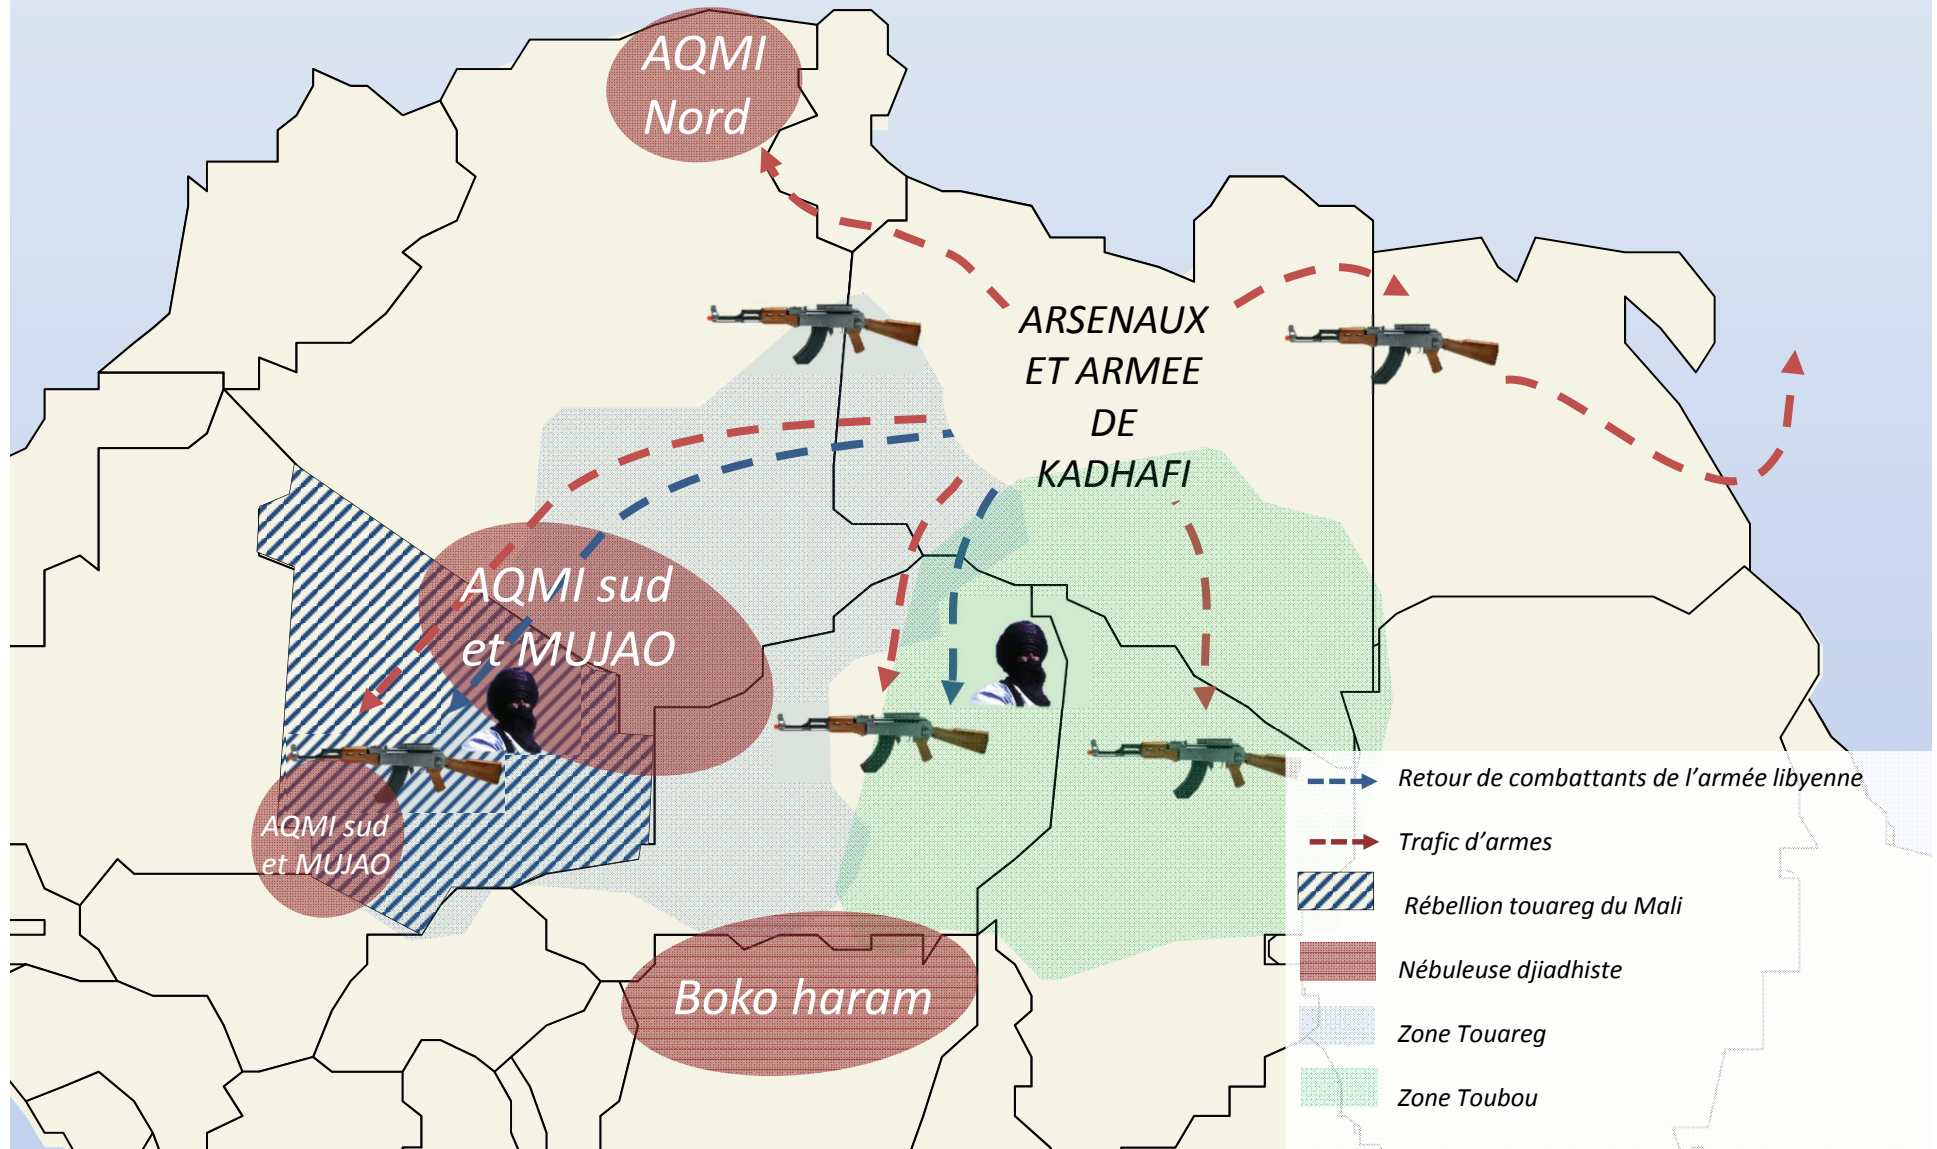 AQMI
Nord
ARSENAUX
ET ARMEE
DE
KADHAFI
AQMI sud
et MUJAO
AQMI sud
et MUJAO
Boko haram
Retour de combattants de l’armée libyenne
Trafic d’armes
Rébellion touareg du Mali
Nébuleuse djiadhiste
Zone Touareg
Zone Toubou